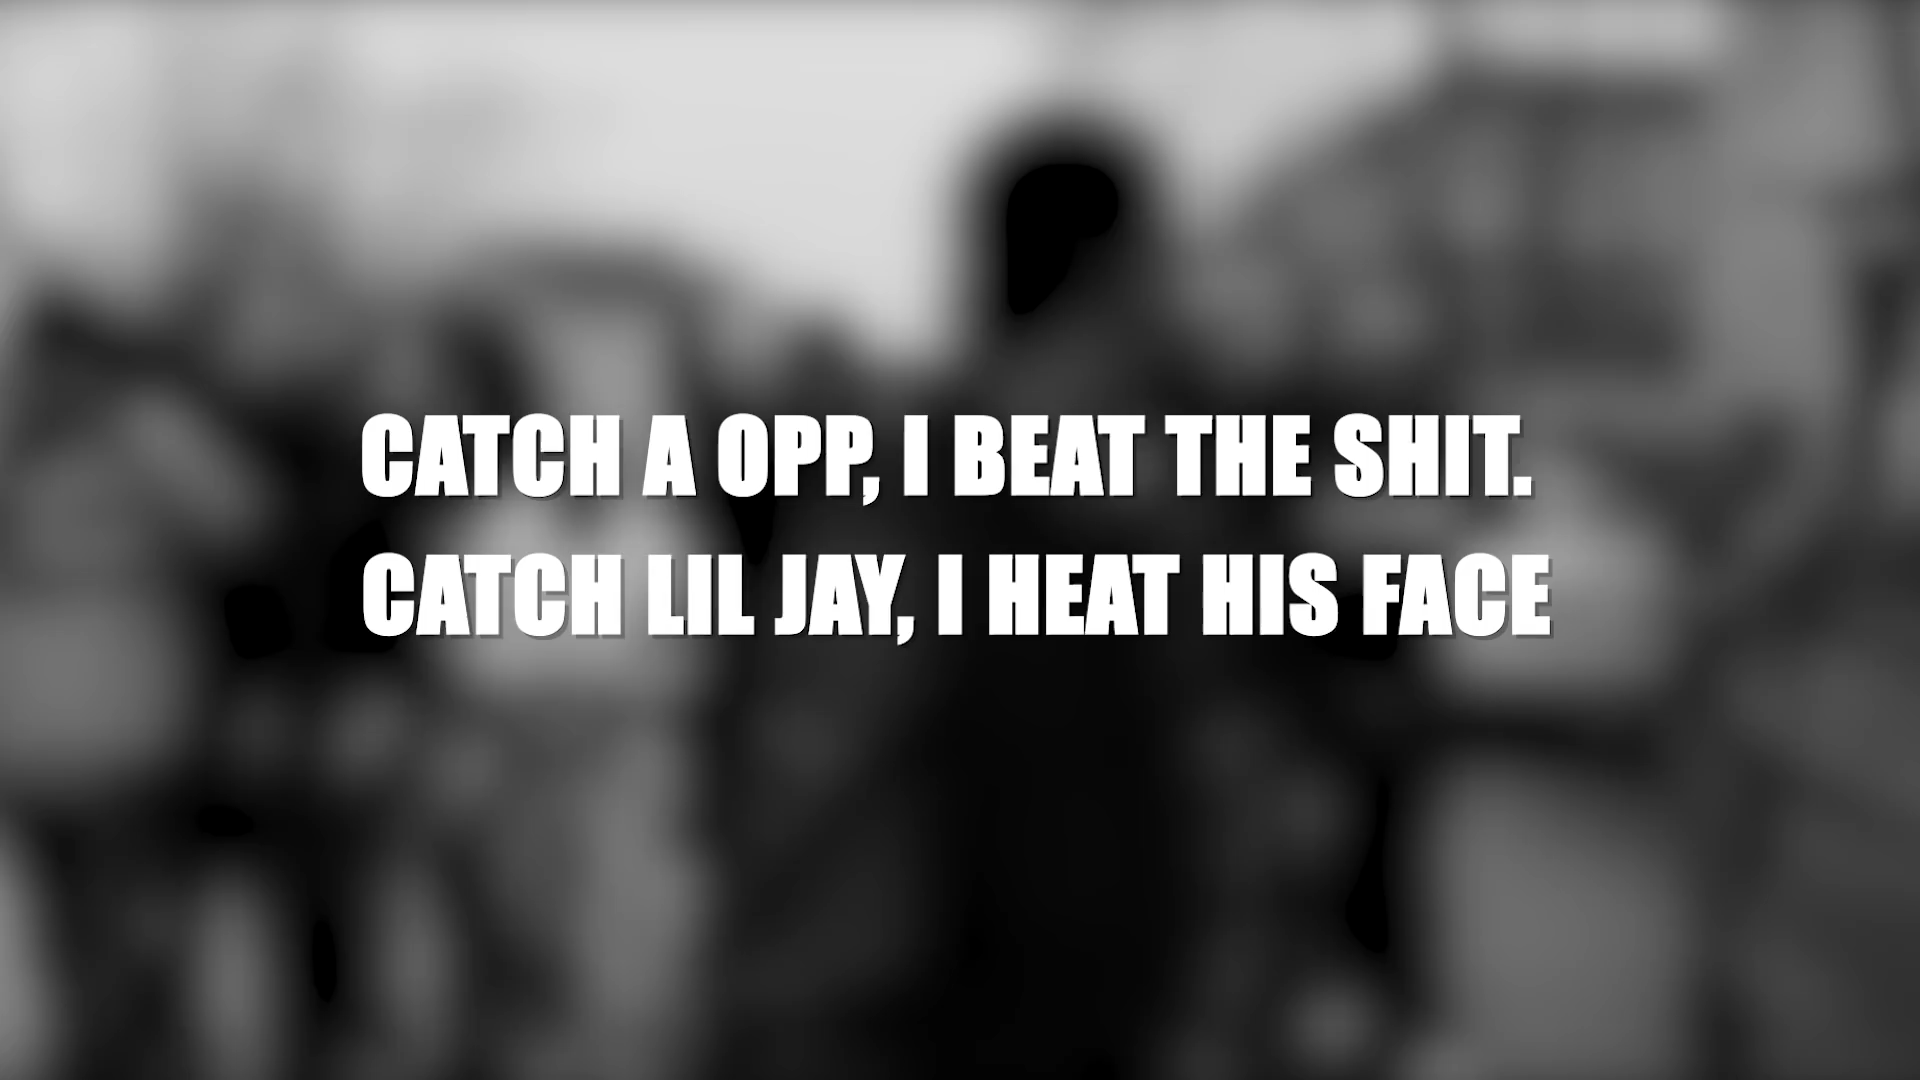 CATCH A OPP, I BEAT THE SHIT.
CATCH LIL JAY, I HEAT HIS FACE